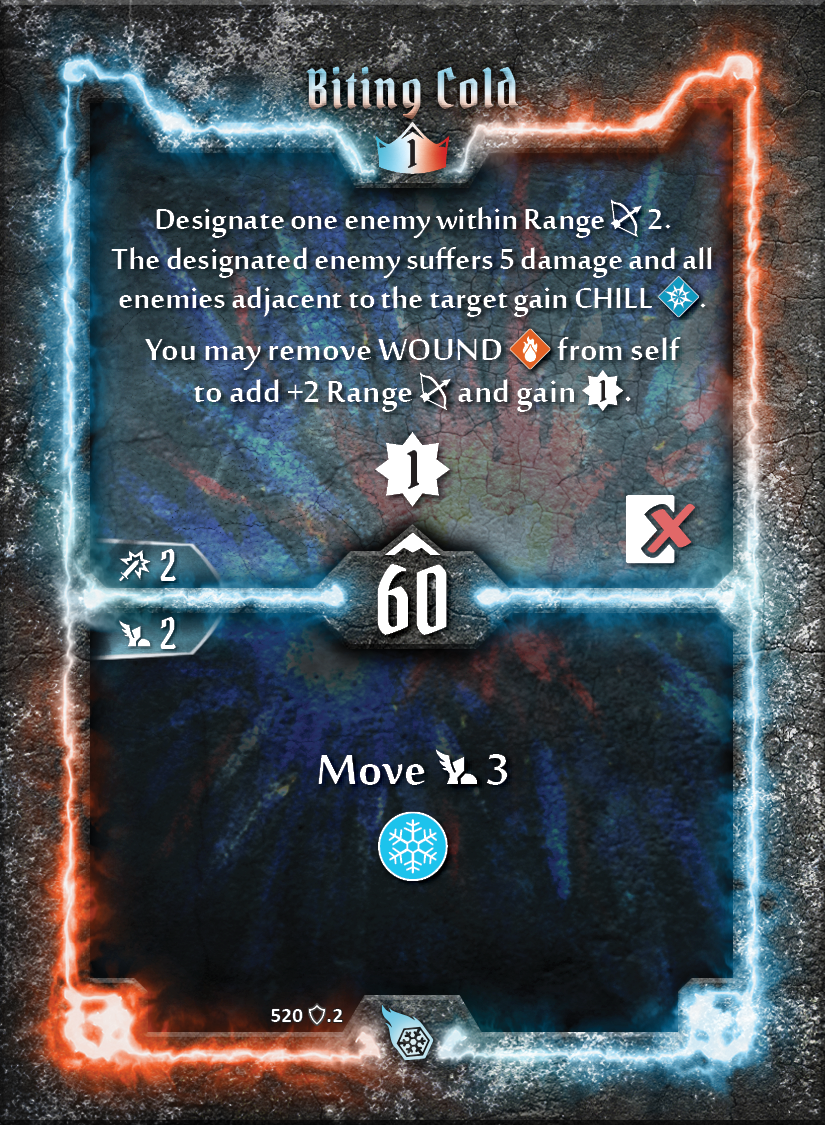 Biting Cold
1
Designate one enemy within Range 2.
The designated enemy suffers 5 damage and all
enemies adjacent to the target gain CHILL .
You may remove WOUND from self
to add +2 Range and gain 1.
1
2
60
2
Move 3
520 .2